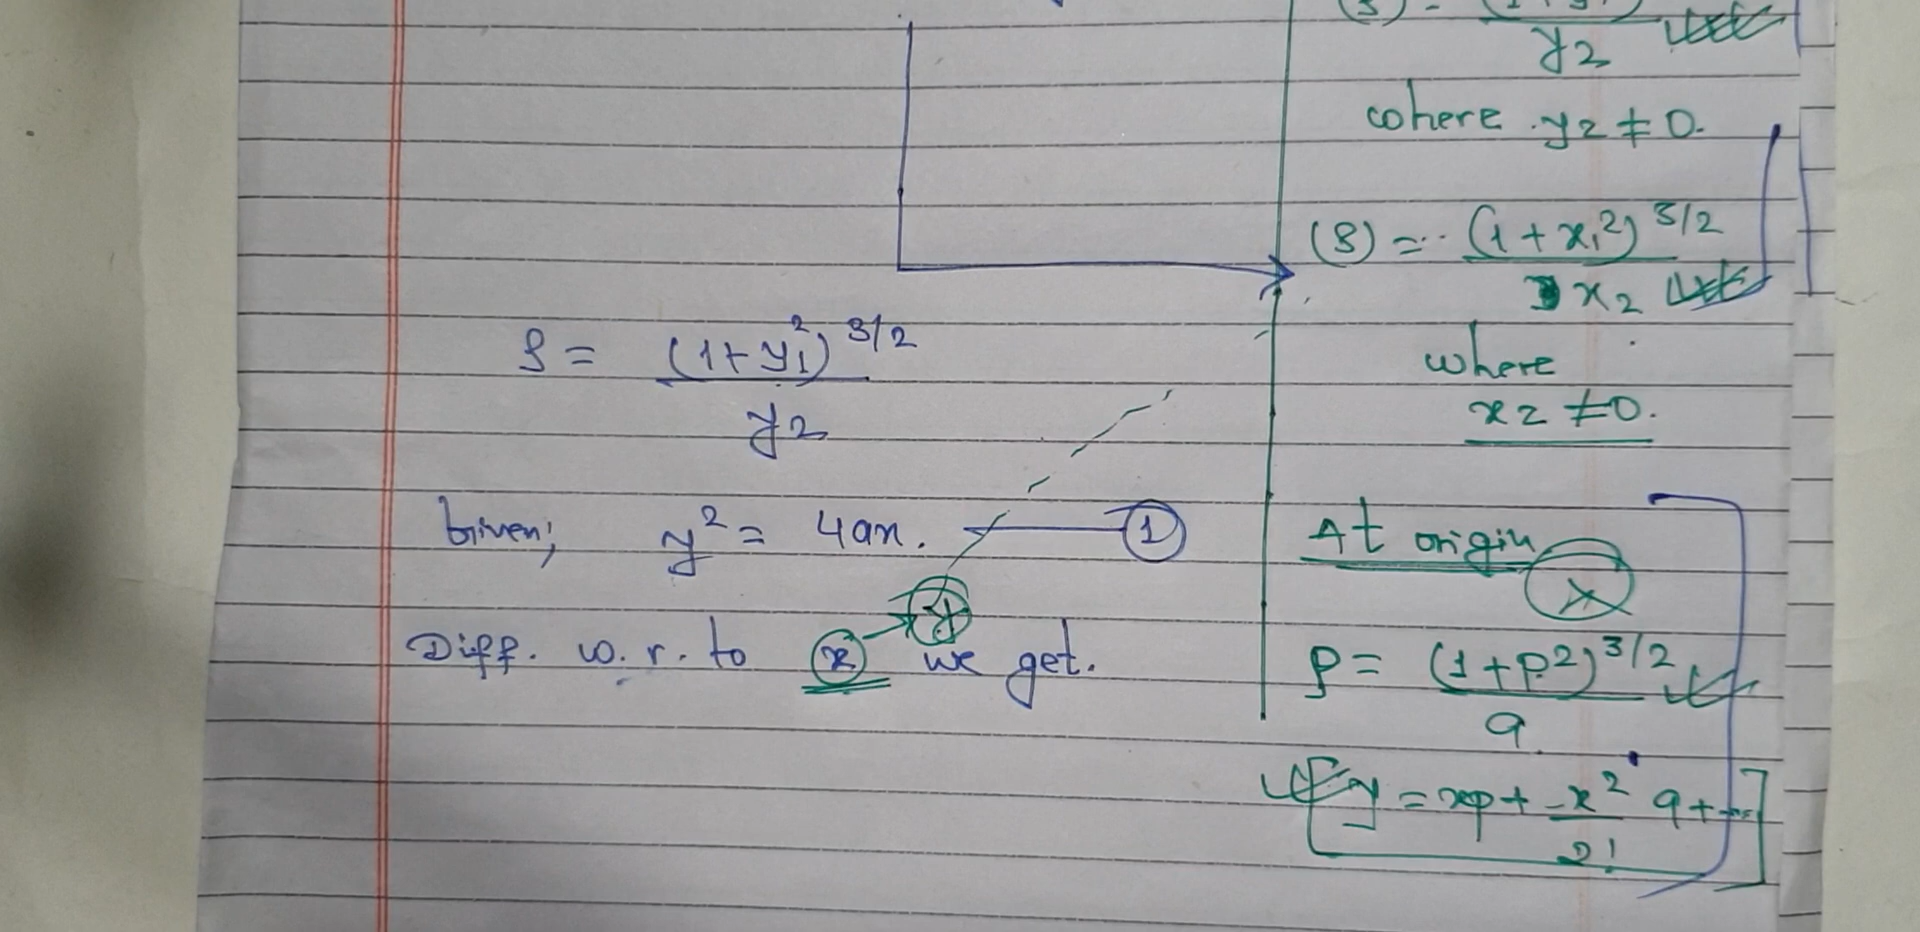 ρ = (1+y₁²)^3/2
y2
Given; y² = 4ax. ①
Diff. w. r. to x → y we get.
y2
where y2 ≠ 0.
(ρ) = (1+x₁²)^3/2
x2
where
x2 ≠ 0.
At origin
ρ = (1+p²)^3/2
q
y = xp + x²/2! q + ...